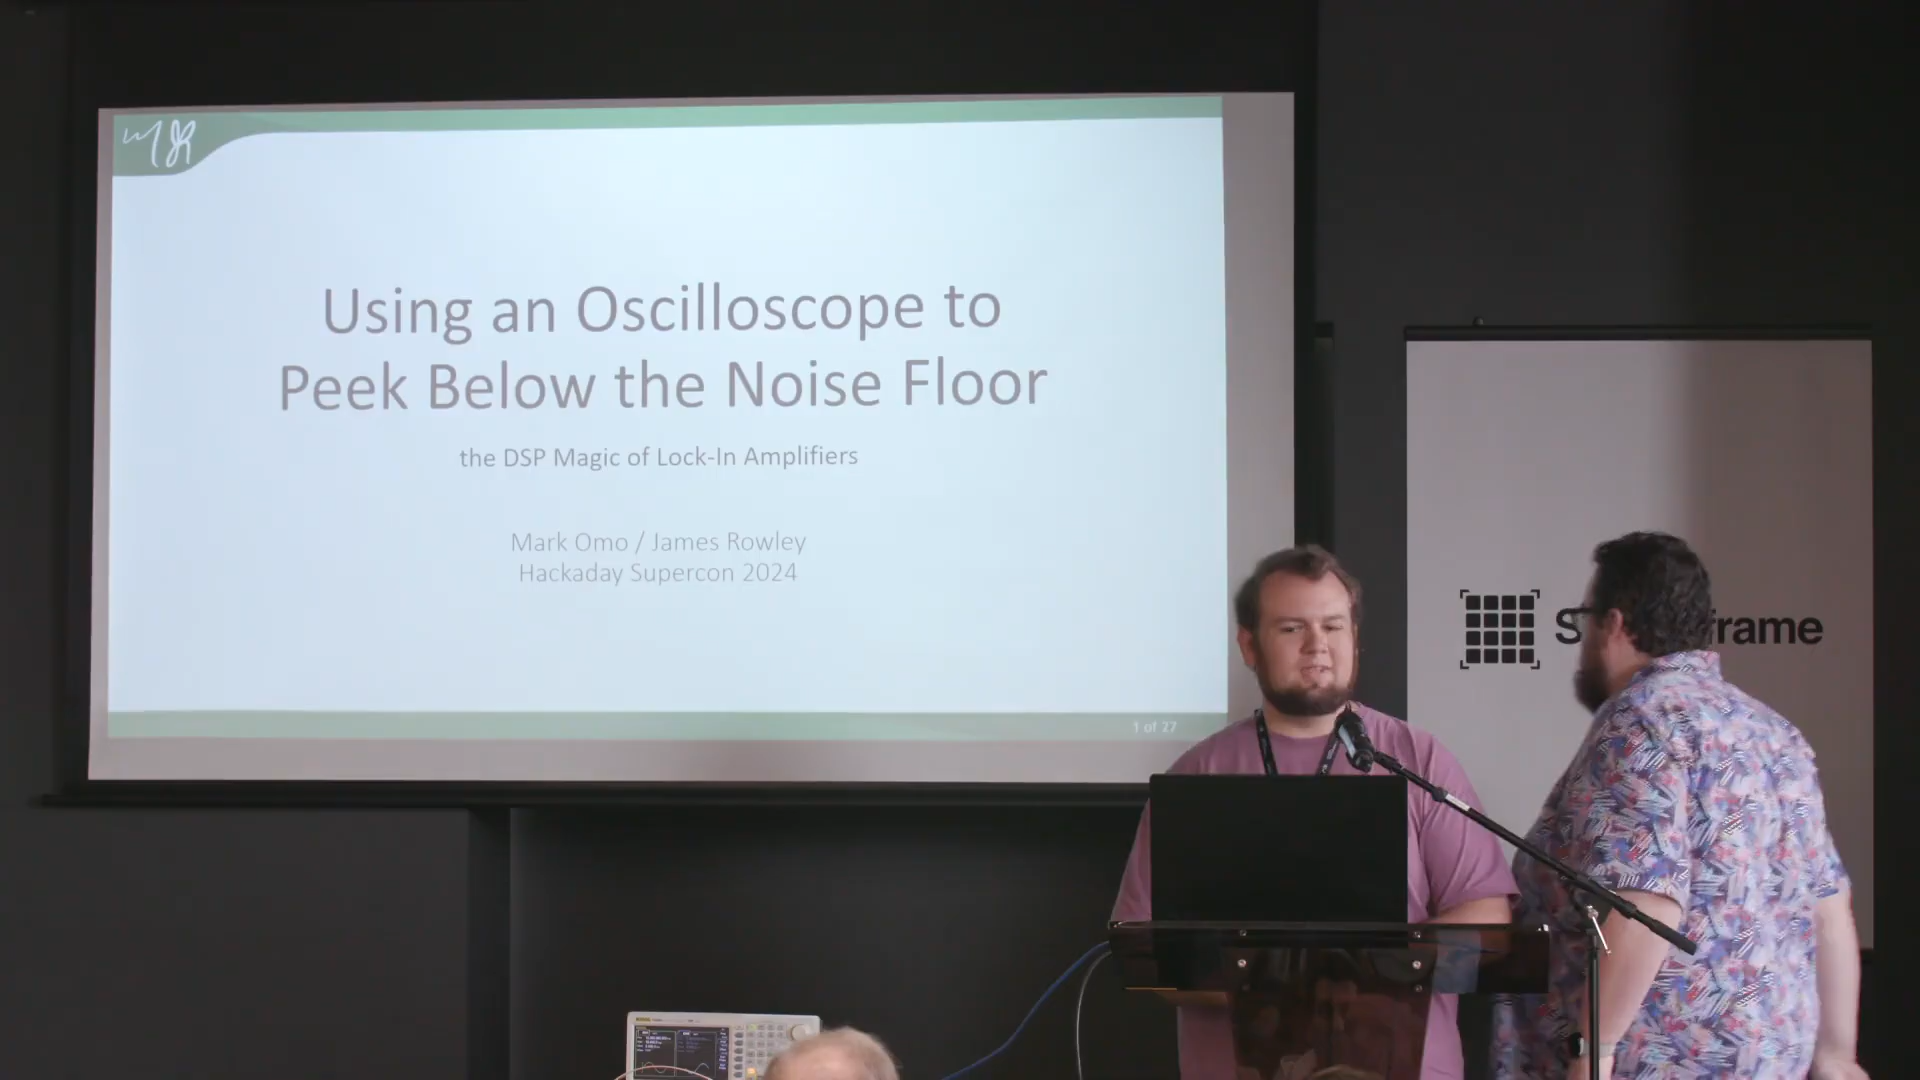 Using an Oscilloscope to
Peek Below the Noise Floor
the DSP Magic of Lock-In Amplifiers
Mark Omo / James Rowley
Hackaday Supercon 2024
1 of 27
frame